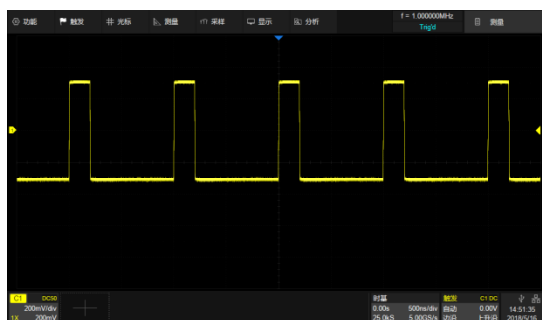 功能 触发 光标 测量 采样 显示 分析 f = 1.000000MHz 测量
Trig'd
C1 DC50 时基 触发 C1 DC
200mV/div 0.00s 500ns/div 自动 0.00V 14:51:35
1X 200mV 25.0kS 5.00GS/s 边沿 上升沿 2018/5/16